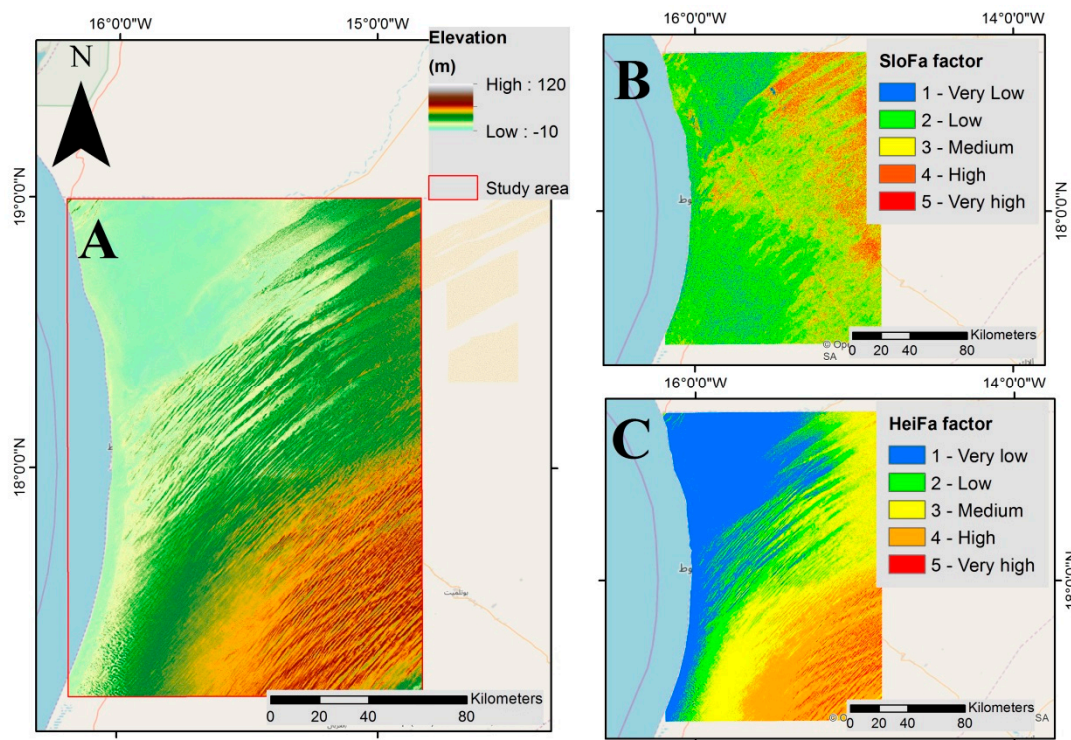 16°0'0"W
15°0'0"W
Elevation
(m)
High : 120
Low : -10
Study area
N
19°0'0"N
18°0'0"N
A
Kilometers
0 20 40 80
16°0'0"W
14°0'0"W
B
SloFa factor
1 - Very Low
2 - Low
3 - Medium
4 - High
5 - Very high
18°0'0"N
Kilometers
0 20 40 80
© Op
SA
16°0'0"W
14°0'0"W
C
HeiFa factor
1 - Very low
2 - Low
3 - Medium
4 - High
5 - Very high
18°0'0"N
Kilometers
0 20 40 80
SA